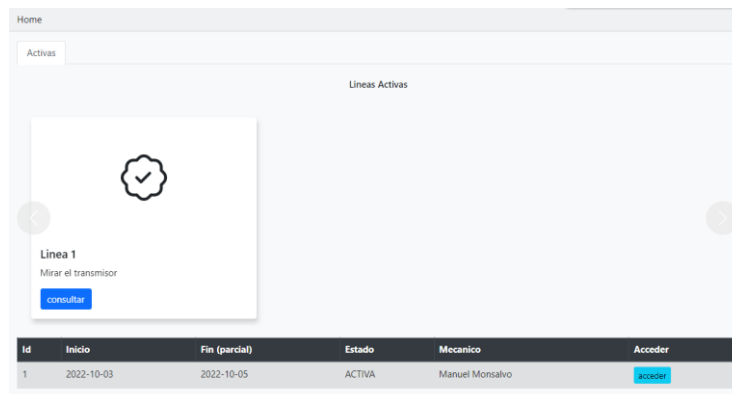 Home
Activas
Lineas Activas
Linea 1
Mirar el transmisor
consultar
Id Inicio Fin (parcial) Estado Mecanico Acceder
1 2022-10-03 2022-10-05 ACTIVA Manuel Monsalvo acceder